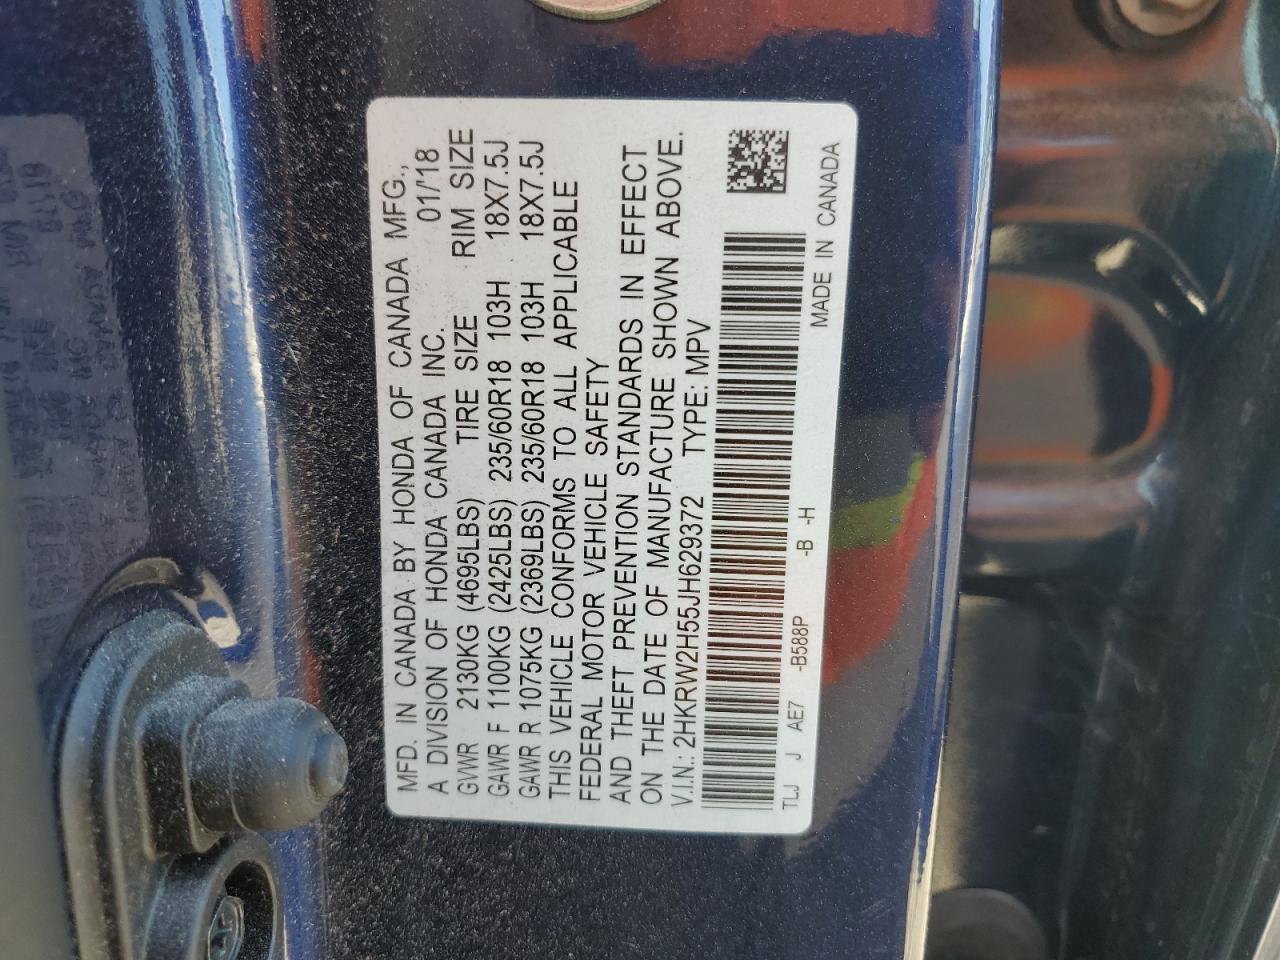 MFD. IN CANADA BY HONDA OF CANADA MFG.,
A DIVISION OF HONDA CANADA INC. 01/'18
GVWR 2130KG (4695LBS) TIRE SIZE RIM SIZE
GAWR F 1100KG (2425LBS) 235/60R18 103H 18X7.5J
GAWR R 1075KG (2369LBS) 235/60R18 103H 18X7.5J
THIS VEHICLE CONFORMS TO ALL APPLICABLE
FEDERAL MOTOR VEHICLE SAFETY
AND THEFT PREVENTION STANDARDS IN EFFECT
ON THE DATE OF MANUFACTURE SHOWN ABOVE.
V.I.N.: 2HKRW2H55JH629372 TYPE: MPV
TLJ J AE7 -B588P -B -H MADE IN CANADA